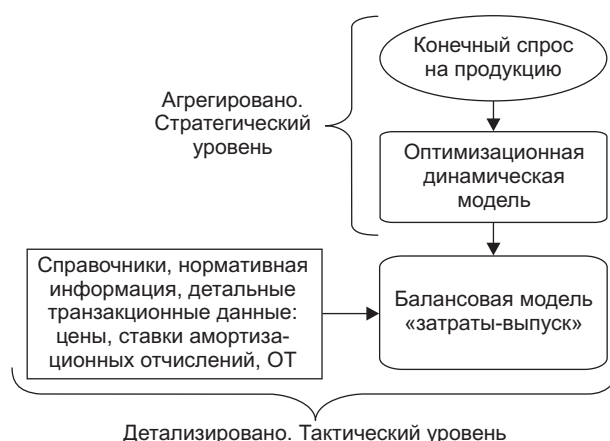 Конечный спрос
на продукцию
Агрегировано.
Стратегический
уровень
Оптимизационная
динамическая
модель
Справочники, нормативная
информация, детальные
транзакционные данные:
цены, ставки амортиза-
ционных отчислений, ОТ
Балансовая модель
«затраты-выпуск»
Детализировано. Тактический уровень